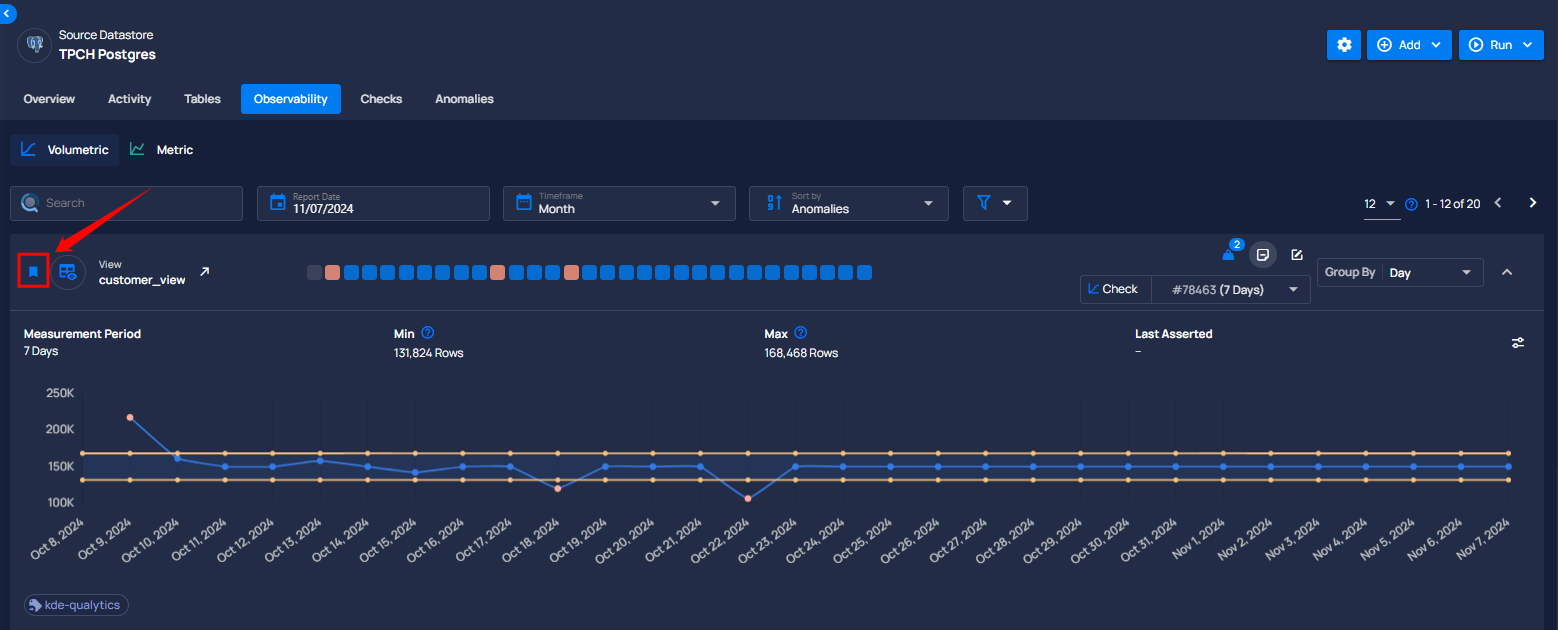 Source Datastore
TPCH Postgres
Add
Run
Overview Activity Tables Observability Checks Anomalies
Volumetric Metric
Search
Report Date
11/07/2024
Timeframe
Month
Sort by
Anomalies
12 1 - 12 of 20
View
customer_view
2
Check #78463 (7 Days)
Group By Day
Measurement Period
7 Days
Min
131,824 Rows
Max
168,468 Rows
Last Asserted
–
250K
200K
150K
100K
Oct 8, 2024 Oct 9, 2024 Oct 10, 2024 Oct 11, 2024 Oct 12, 2024 Oct 13, 2024 Oct 14, 2024 Oct 15, 2024 Oct 16, 2024 Oct 17, 2024 Oct 18, 2024 Oct 19, 2024 Oct 20, 2024 Oct 21, 2024 Oct 22, 2024 Oct 23, 2024 Oct 24, 2024 Oct 25, 2024 Oct 26, 2024 Oct 27, 2024 Oct 28, 2024 Oct 29, 2024 Oct 30, 2024 Oct 31, 2024 Nov 1, 2024 Nov 2, 2024 Nov 3, 2024 Nov 4, 2024 Nov 5, 2024 Nov 6, 2024 Nov 7, 2024
kde-qualytics